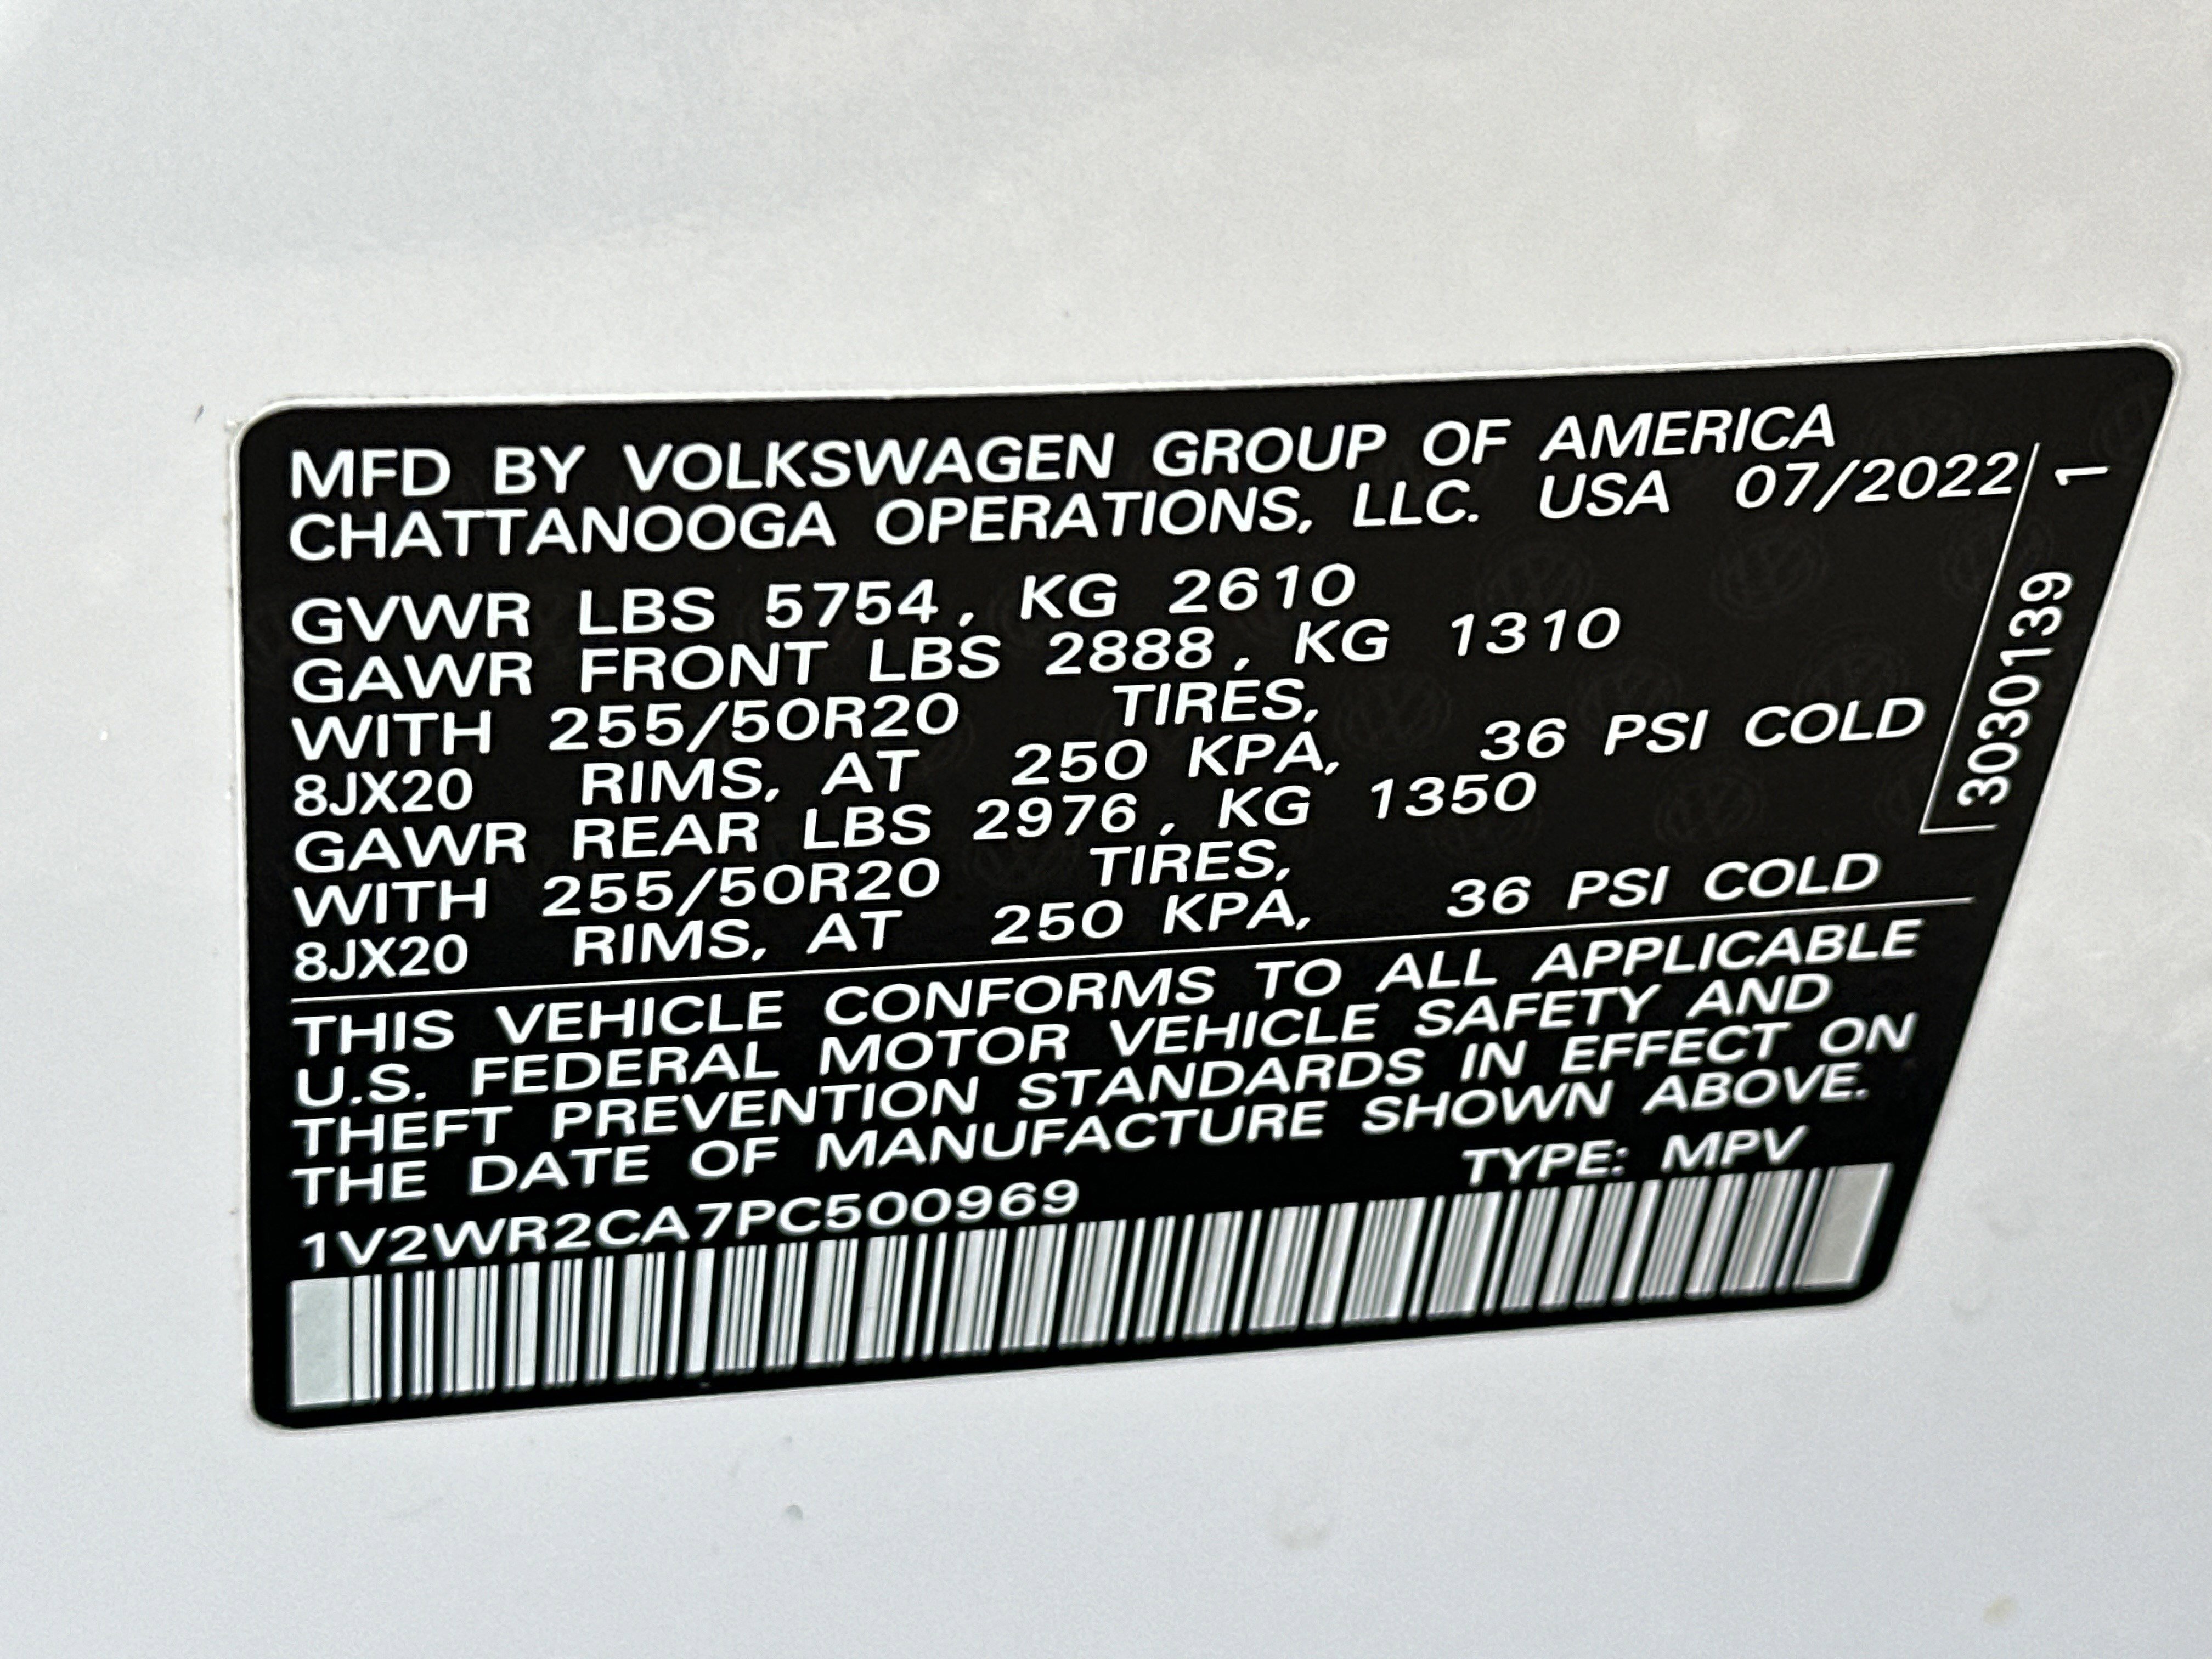 MFD BY VOLKSWAGEN GROUP OF AMERICA
CHATTANOOGA OPERATIONS, LLC. USA 07/2022
GVWR LBS 5754, KG 2610
GAWR FRONT LBS 2888, KG 1310
WITH 255/50R20 TIRES,
8JX20 RIMS, AT 250 KPA, 36 PSI COLD
GAWR REAR LBS 2976, KG 1350
WITH 255/50R20 TIRES,
8JX20 RIMS, AT 250 KPA, 36 PSI COLD
3030139 1
THIS VEHICLE CONFORMS TO ALL APPLICABLE
U.S. FEDERAL MOTOR VEHICLE SAFETY AND
THEFT PREVENTION STANDARDS IN EFFECT ON
THE DATE OF MANUFACTURE SHOWN ABOVE.
1V2WR2CA7PC500969 TYPE: MPV